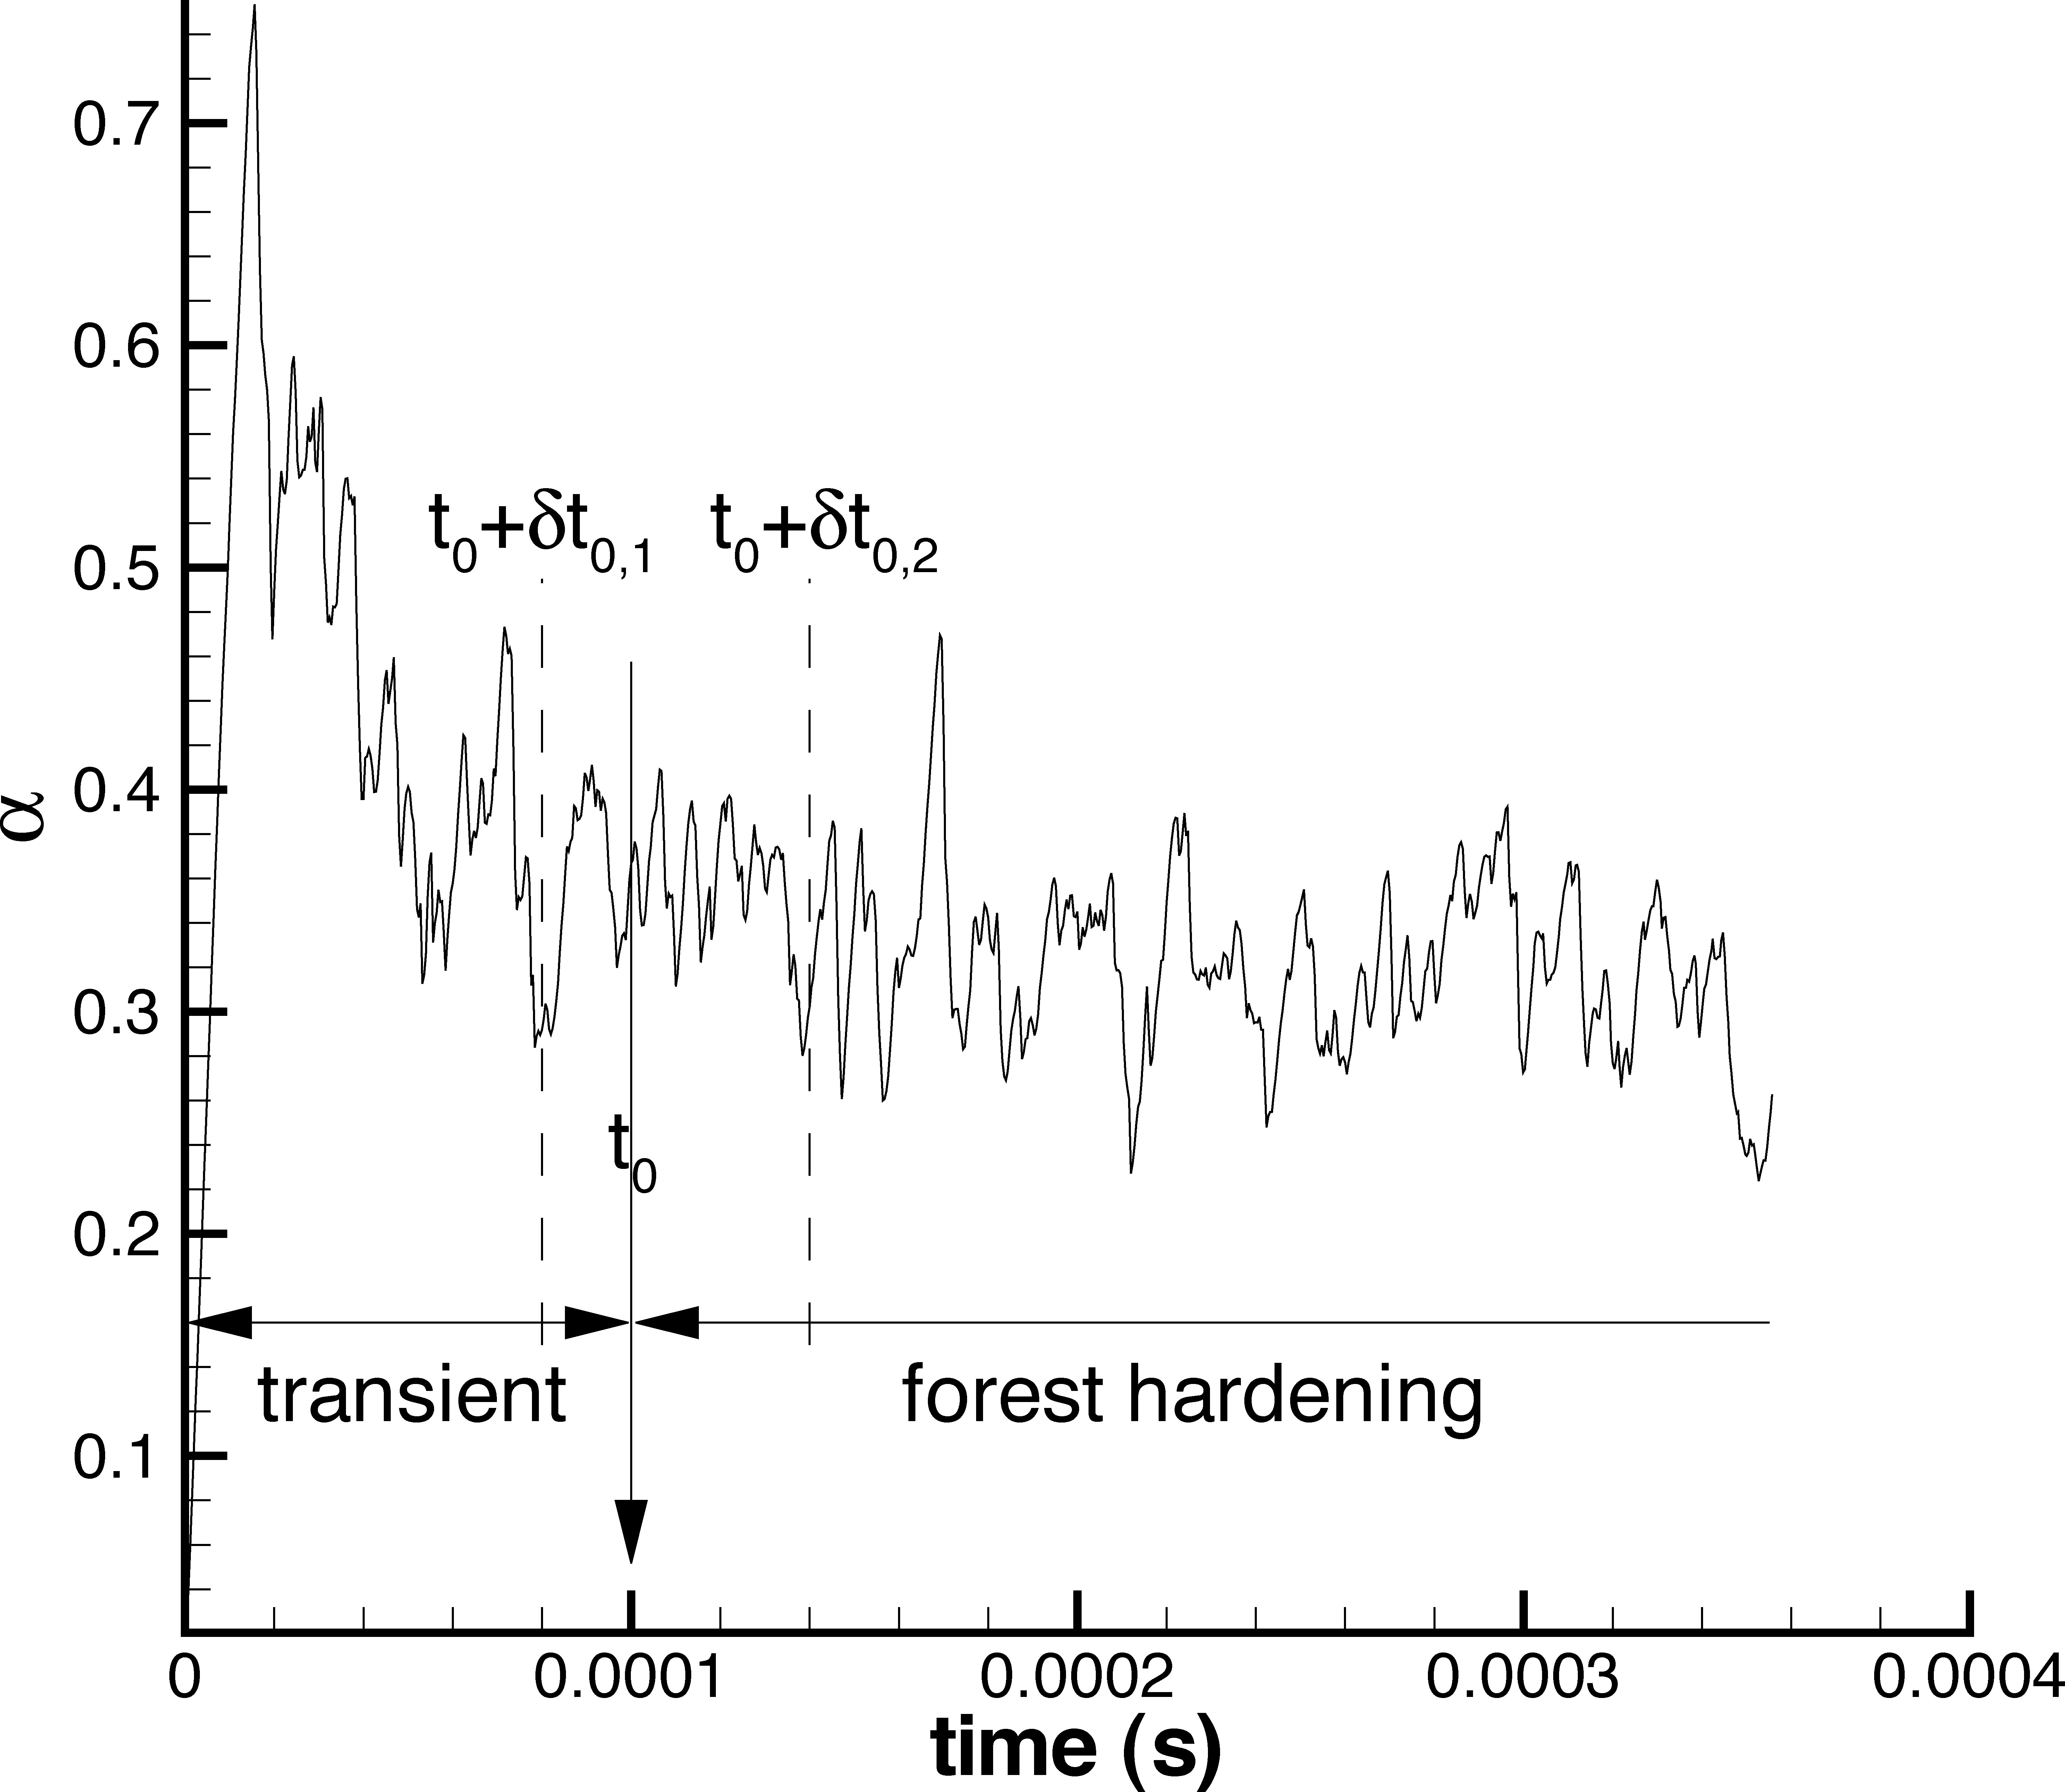 0.7
0.6
t₀+δt₀,₁ t₀+δt₀,₂
0.5
0.4
α
0.3
t₀
0.2
transient forest hardening
0.1
0 0.0001 0.0002 0.0003 0.0004
time (s)